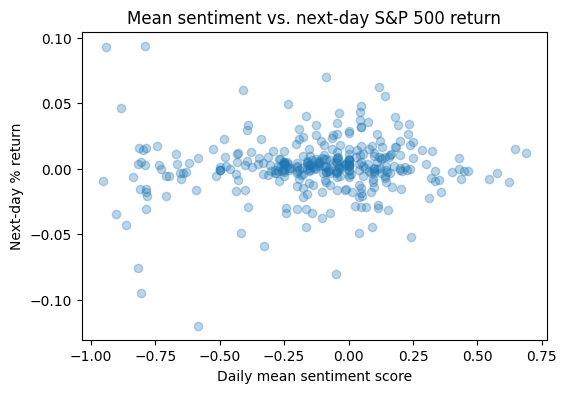 Mean sentiment vs. next-day S&P 500 return
Next-day % return
0.10
0.05
0.00
−0.05
−0.10
−1.00 −0.75 −0.50 −0.25 0.00 0.25 0.50 0.75
Daily mean sentiment score